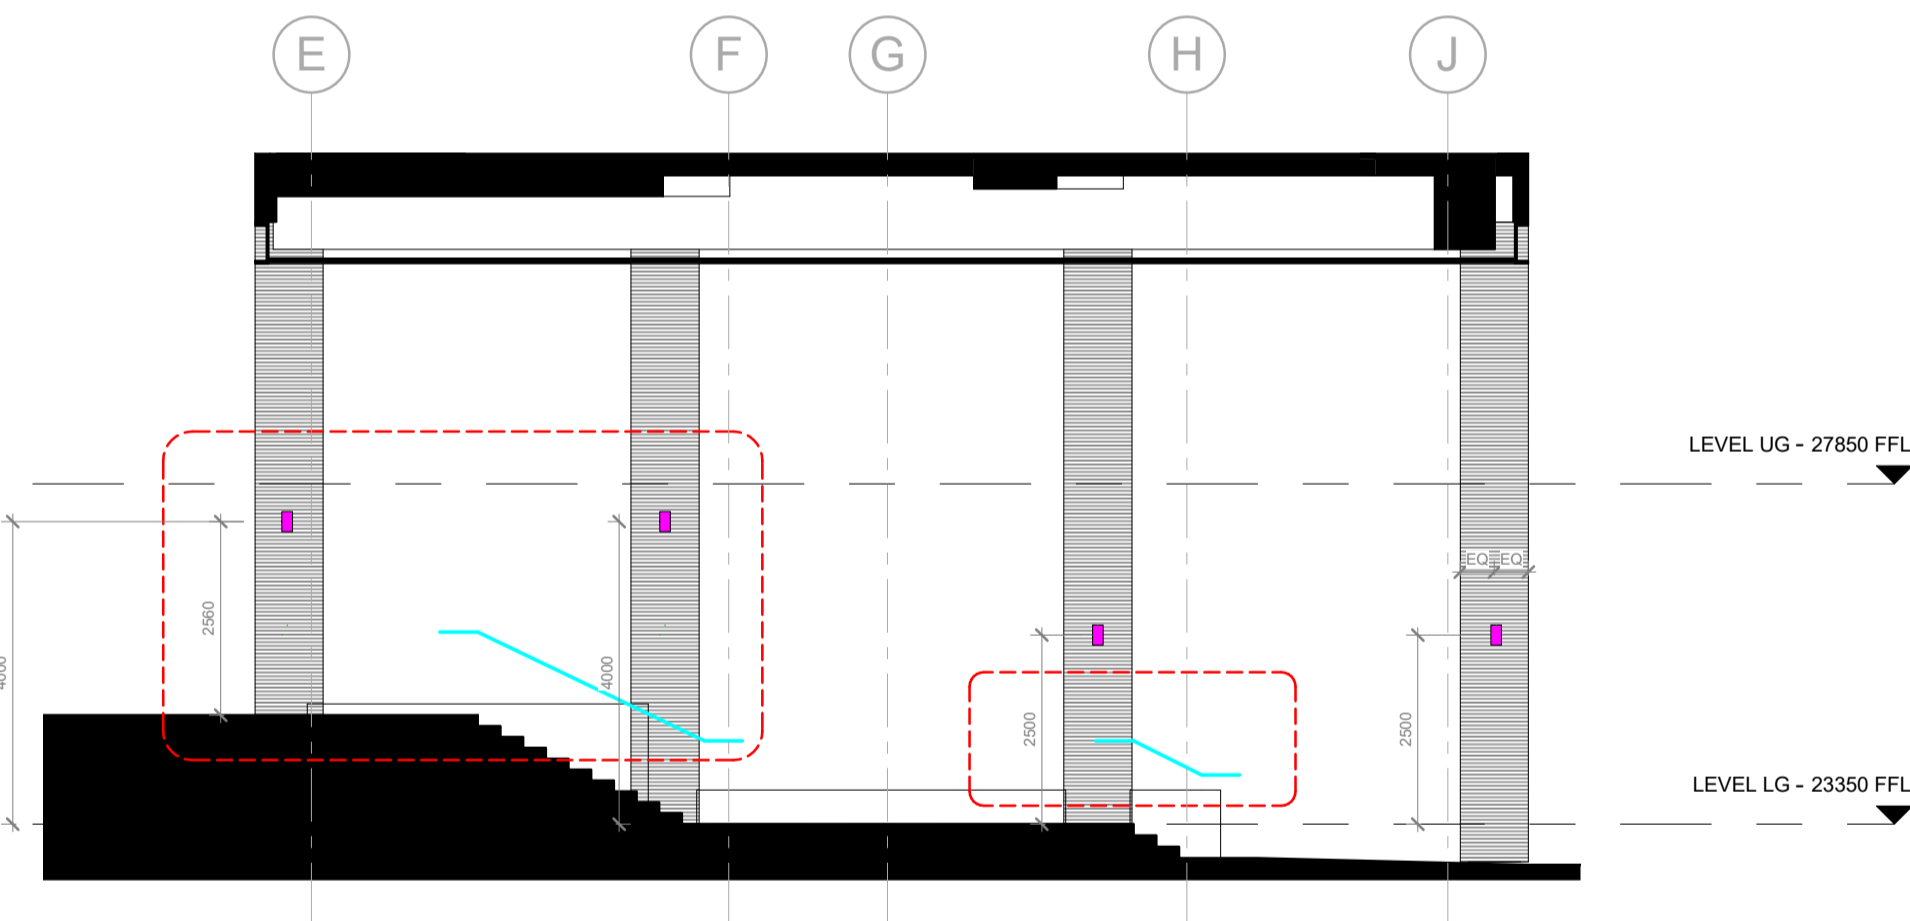 E
F
G
H
J
LEVEL UG - 27850 FFL
EQ EQ
2560
4000
2500
2500
LEVEL LG - 23350 FFL